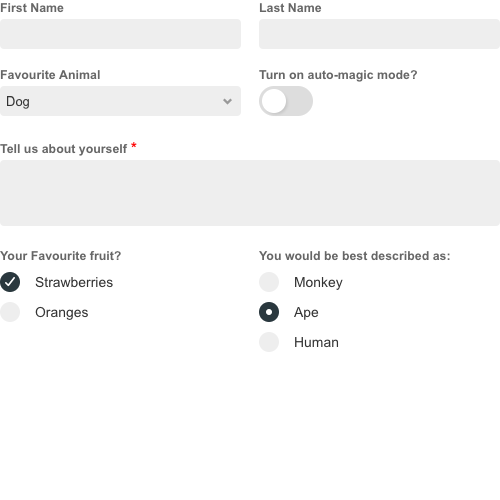 First Name
Last Name
Favourite Animal
Turn on auto-magic mode?
Dog
Tell us about yourself *
Your Favourite fruit?
You would be best described as:
Strawberries
Monkey
Oranges
Ape
Human